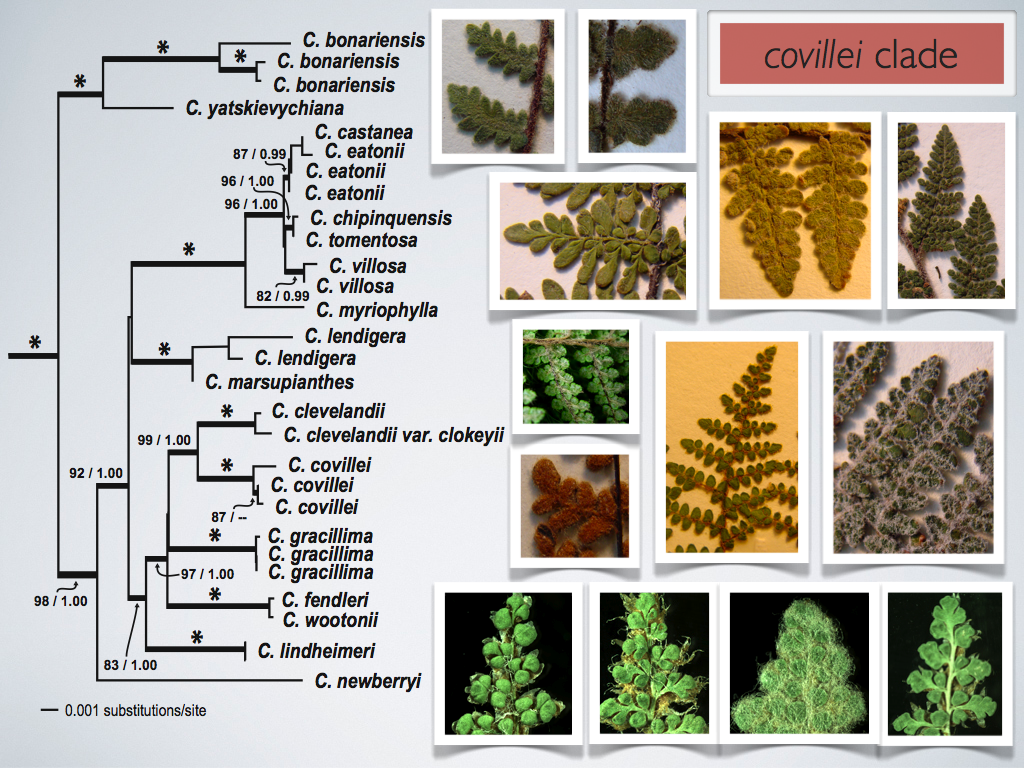 covillei clade
*
C. bonariensis
*
C. bonariensis
*
C. bonariensis
C. yatskievychiana
C. castanea
87 / 0.99
C. eatonii
C. eatonii
96 / 1.00
C. eatonii
96 / 1.00
C. chipinquensis
C. tomentosa
*
C. villosa
C. villosa
82 / 0.99
C. myriophylla
*
C. lendigera
*
C. lendigera
C. marsupianthes
*
C. clevelandii
99 / 1.00
C. clevelandii var. clokeyii
*
C. covillei
92 / 1.00
C. covillei
C. covillei
87 / --
*
C. gracillima
C. gracillima
C. gracillima
97 / 1.00
*
C. fendleri
98 / 1.00
C. wootonii
*
C. lindheimeri
83 / 1.00
C. newberryi
0.001 substitutions/site